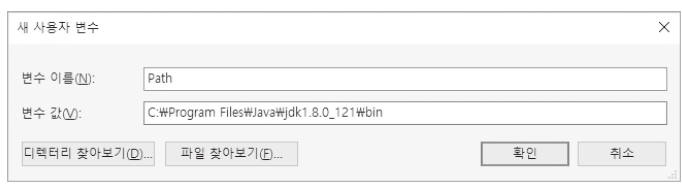 새 사용자 변수
변수 이름(N): Path
변수 값(V): C:₩Program Files₩Java₩jdk1.8.0_121₩bin
디렉터리 찾아보기(D)... 파일 찾아보기(F)... 확인 취소